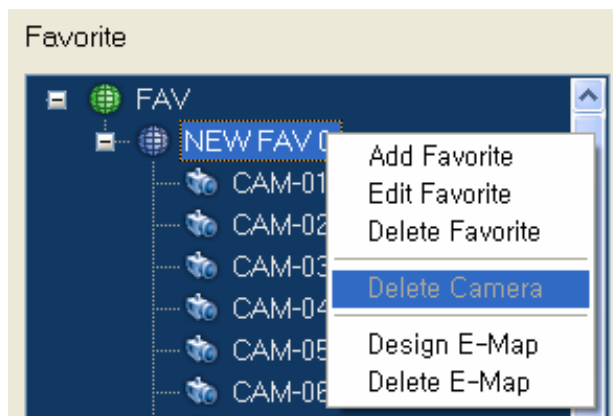 Favorite
FAV
NEW FAV 0
CAM-01
CAM-02
CAM-03
CAM-04
CAM-05
CAM-06
Add Favorite
Edit Favorite
Delete Favorite
Delete Camera
Design E-Map
Delete E-Map